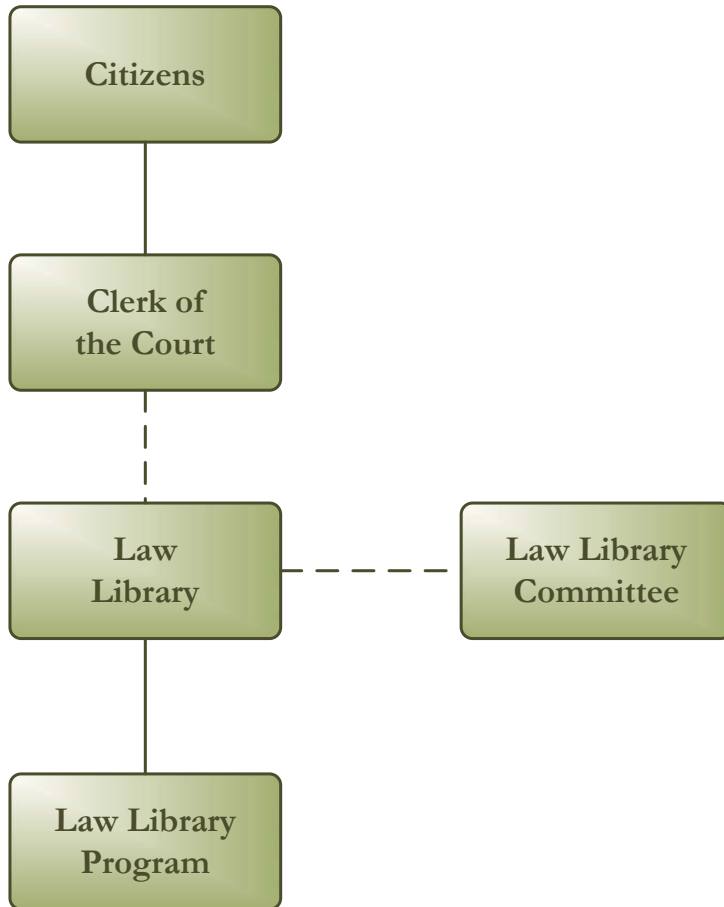 Citizens
Clerk of
the Court
Law
Library
Law Library
Committee
Law Library
Program